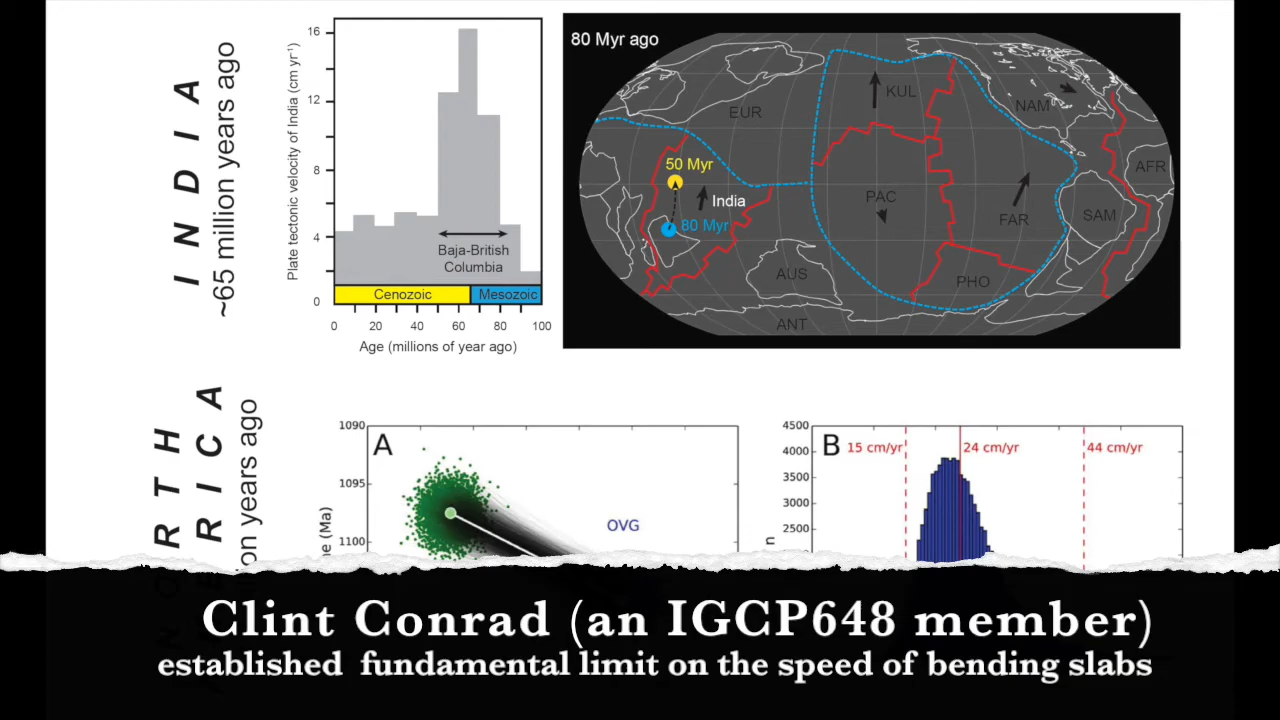 I N D I A
~65 million years ago
Plate tectonic velocity of India (cm yr⁻¹)
16
12
8
4
0
Baja-British
Columbia
Cenozoic
Mesozoic
0
20
40
60
80
100
Age (millions of year ago)
80 Myr ago
EUR
KUL
NAM
50 Myr
India
80 Myr
PAC
FAR
AFR
SAM
AUS
PHO
ANT
years ago
1090
1095
1100
(Ma)
A
OVG
4500
4000
3500
3000
2500
n
B
15 cm/yr
24 cm/yr
44 cm/yr
Clint Conrad (an IGCP648 member)
established fundamental limit on the speed of bending slabs